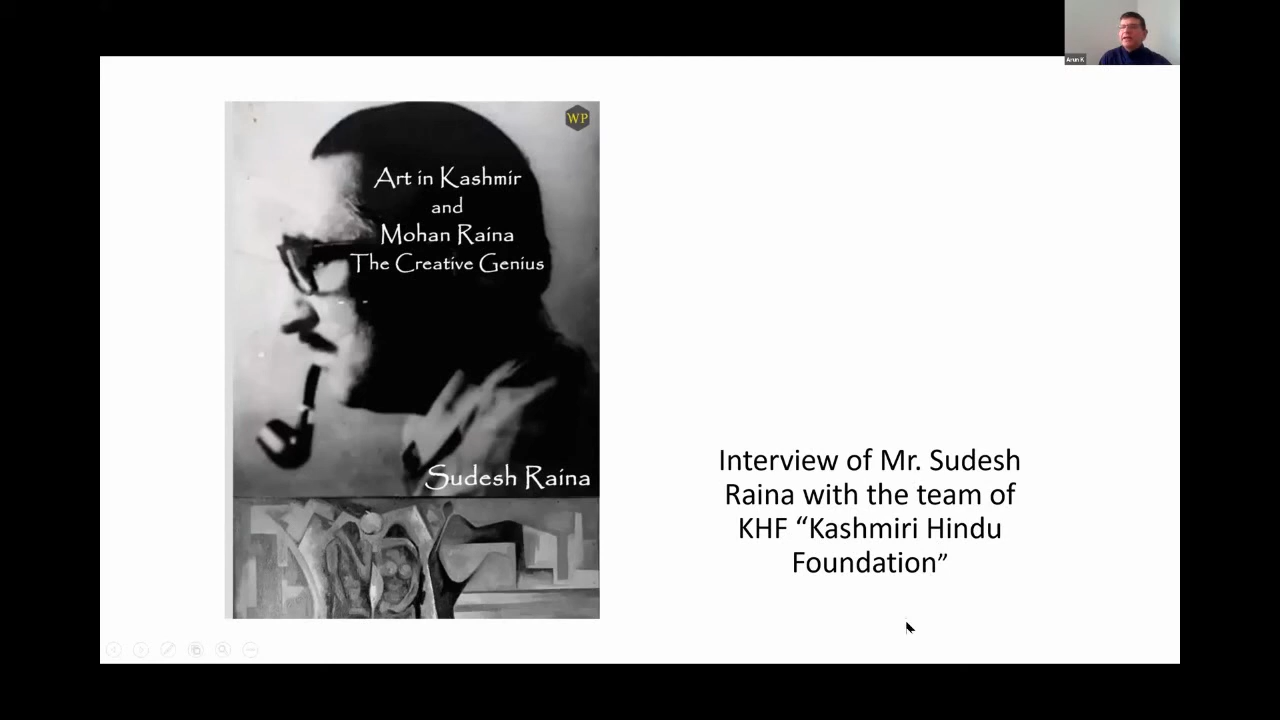 Arun K
WP
Art in Kashmir
and
Mohan Raina
The Creative Genius
Sudesh Raina
Interview of Mr. Sudesh
Raina with the team of
KHF “Kashmiri Hindu
Foundation”